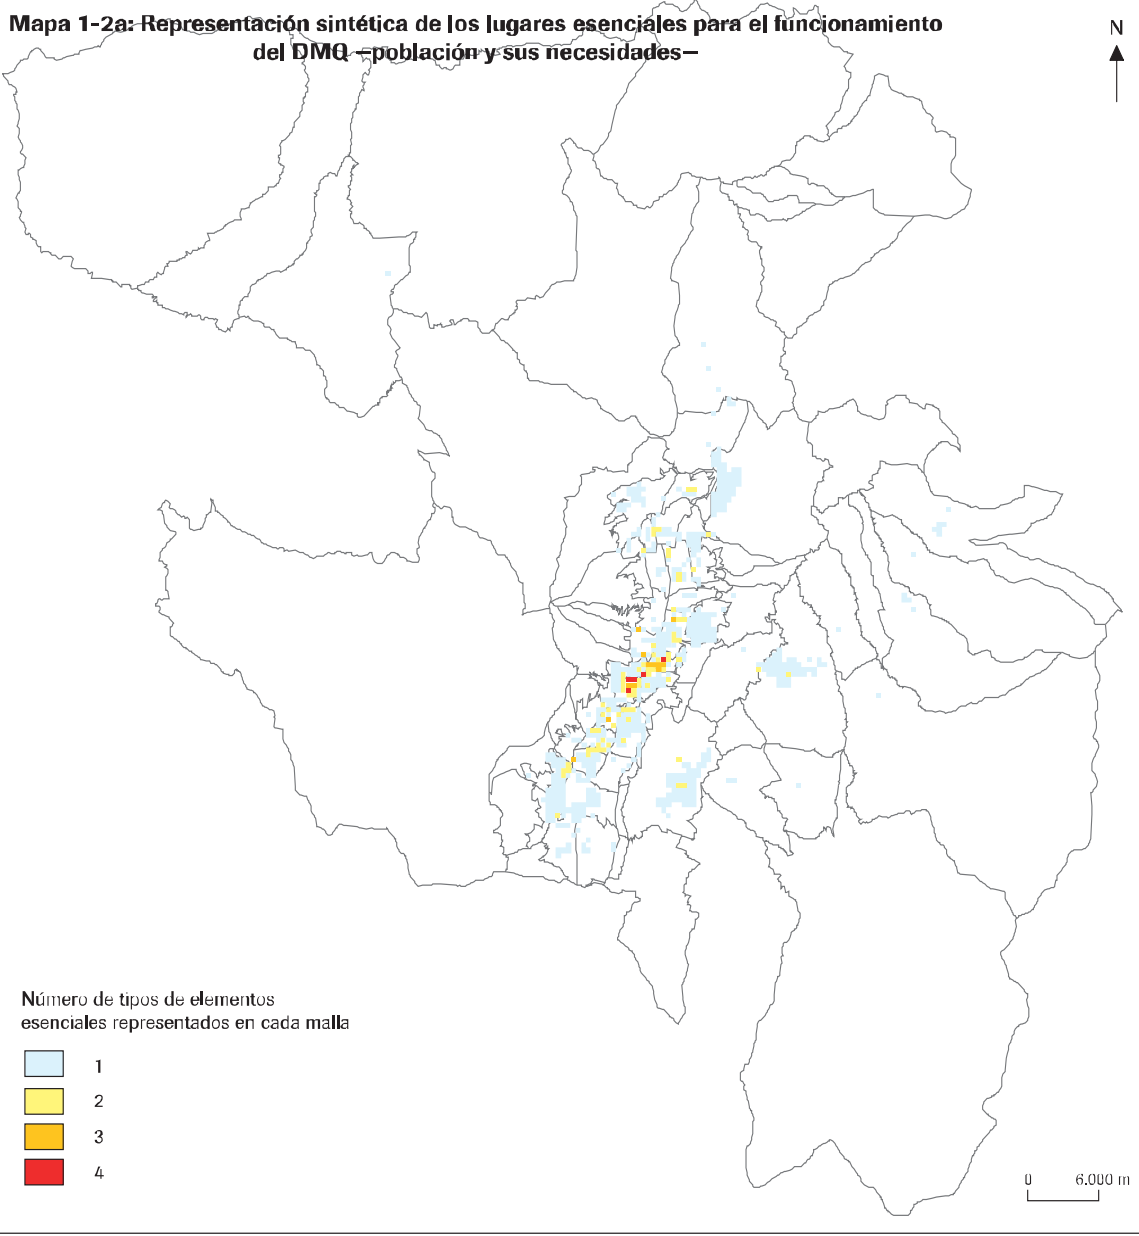 Mapa 1-2a: Representación sintética de los lugares esenciales para el funcionamiento
del DMQ –población y sus necesidades–
N
Número de tipos de elementos
esenciales representados en cada malla
1
2
3
4
0 6.000 m